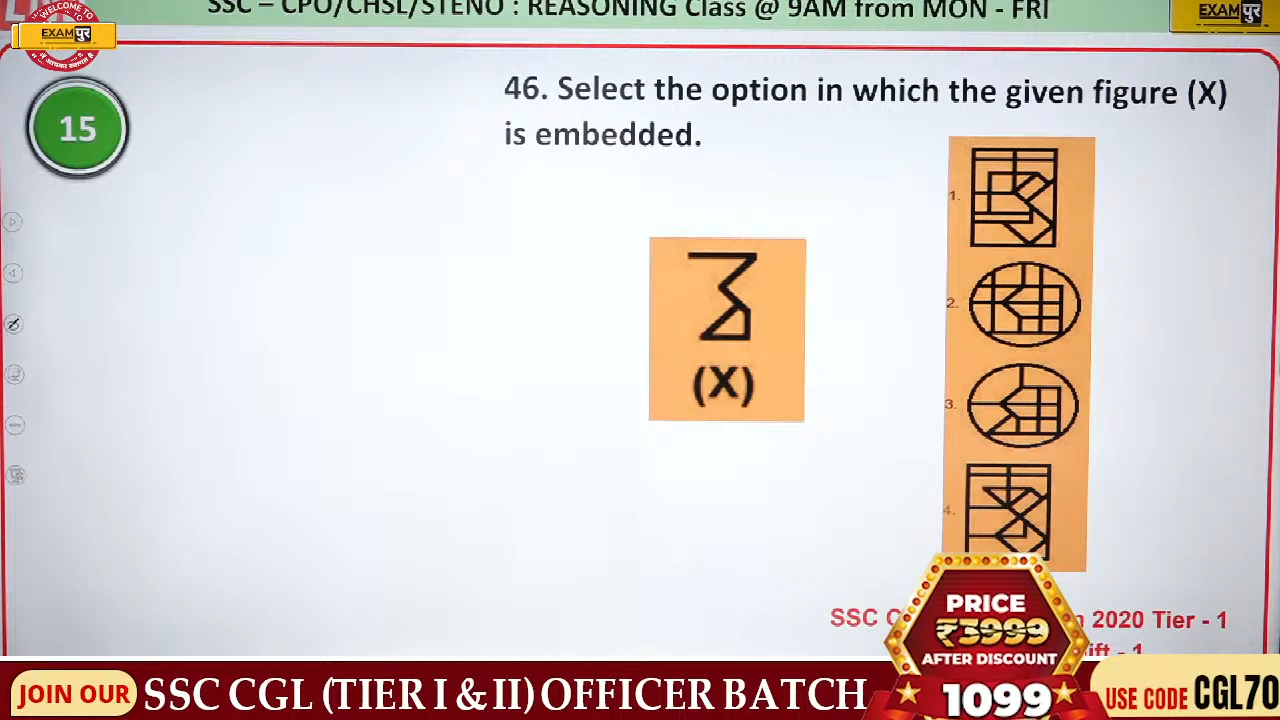 SSC – CPO/CHSL/STENO : REASONING Class @ 9AM from MON - FRI
WELCOME TO
EXAMपुर
EXAMपुर
15
46. Select the option in which the given figure (X)
is embedded.
1.
2.
3.
4.
(X)
SSC
2020 Tier - 1
PRICE
₹3999
AFTER DISCOUNT
1099
JOIN OUR
SSC CGL (TIER I & II) OFFICER BATCH
USE CODE CGL70